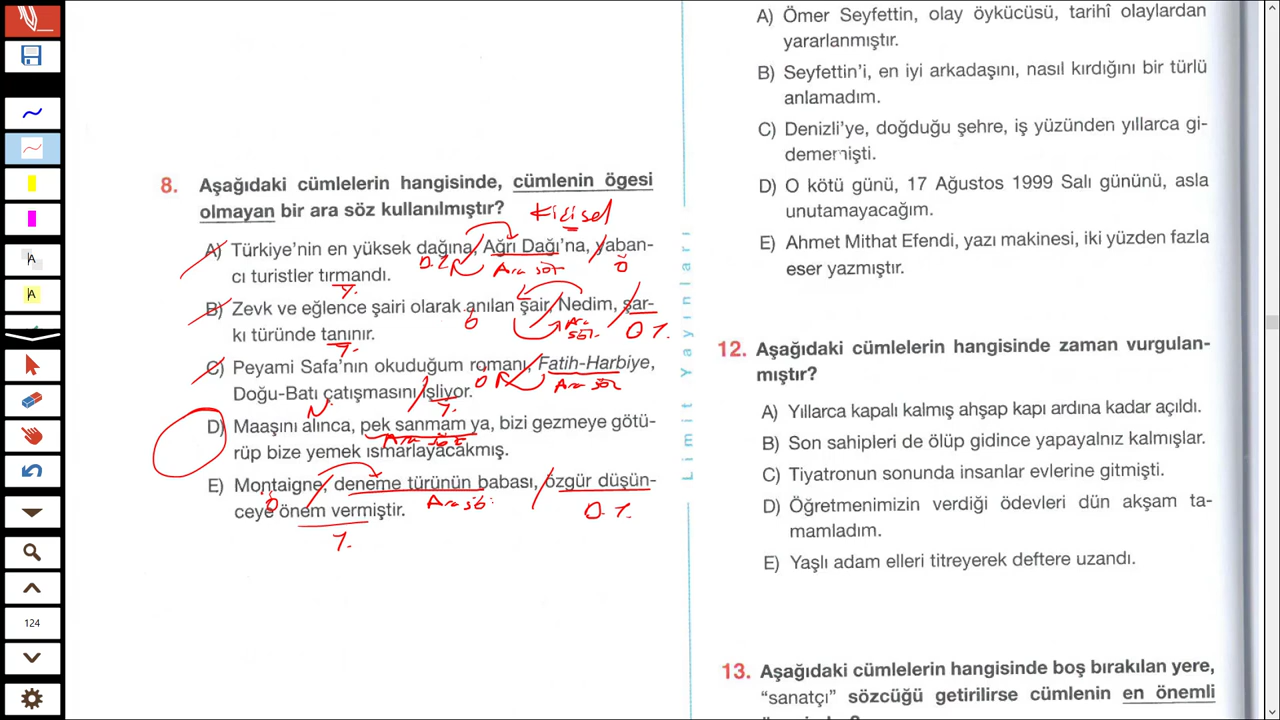 8. Aşağıdaki cümlelerin hangisinde, cümlenin ögesi
olmayan bir ara söz kullanılmıştır?
Kişisel
A) Türkiye'nin en yüksek dağına, Ağrı Dağı'na, yaban-
D.T Ara söz Ö
cı turistler tırmandı.
Y.
B) Zevk ve eğlence şairi olarak anılan şair, Nedim, şar-
Ö Ara söz. D.T.
kı türünde tanınır.
Y.
C) Peyami Safa'nın okuduğum romanı, Fatih-Harbiye,
Ö Ara söz
Doğu-Batı çatışmasını işliyor.
N. Y.
D) Maaşını alınca, pek sanmam ya, bizi gezmeye götü-
Ara söz
rüp bize yemek ısmarlayacakmış.
E) Montaigne, deneme türünün babası, özgür düşün-
Ö Ara sö. D.T.
ceye önem vermiştir.
Y.
124
Limit Yayınları
A) Ömer Seyfettin, olay öykücüsü, tarihî olaylardan
yararlanmıştır.
B) Seyfettin'i, en iyi arkadaşını, nasıl kırdığını bir türlü
anlamadım.
C) Denizli'ye, doğduğu şehre, iş yüzünden yıllarca gi-
dememişti.
D) O kötü günü, 17 Ağustos 1999 Salı gününü, asla
unutamayacağım.
E) Ahmet Mithat Efendi, yazı makinesi, iki yüzden fazla
eser yazmıştır.
12. Aşağıdaki cümlelerin hangisinde zaman vurgulan-
mıştır?
A) Yıllarca kapalı kalmış ahşap kapı ardına kadar açıldı.
B) Son sahipleri de ölüp gidince yapayalnız kalmışlar.
C) Tiyatronun sonunda insanlar evlerine gitmişti.
D) Öğretmenimizin verdiği ödevleri dün akşam ta-
mamladım.
E) Yaşlı adam elleri titreyerek deftere uzandı.
13. Aşağıdaki cümlelerin hangisinde boş bırakılan yere,
"sanatçı" sözcüğü getirilirse cümlenin en önemli